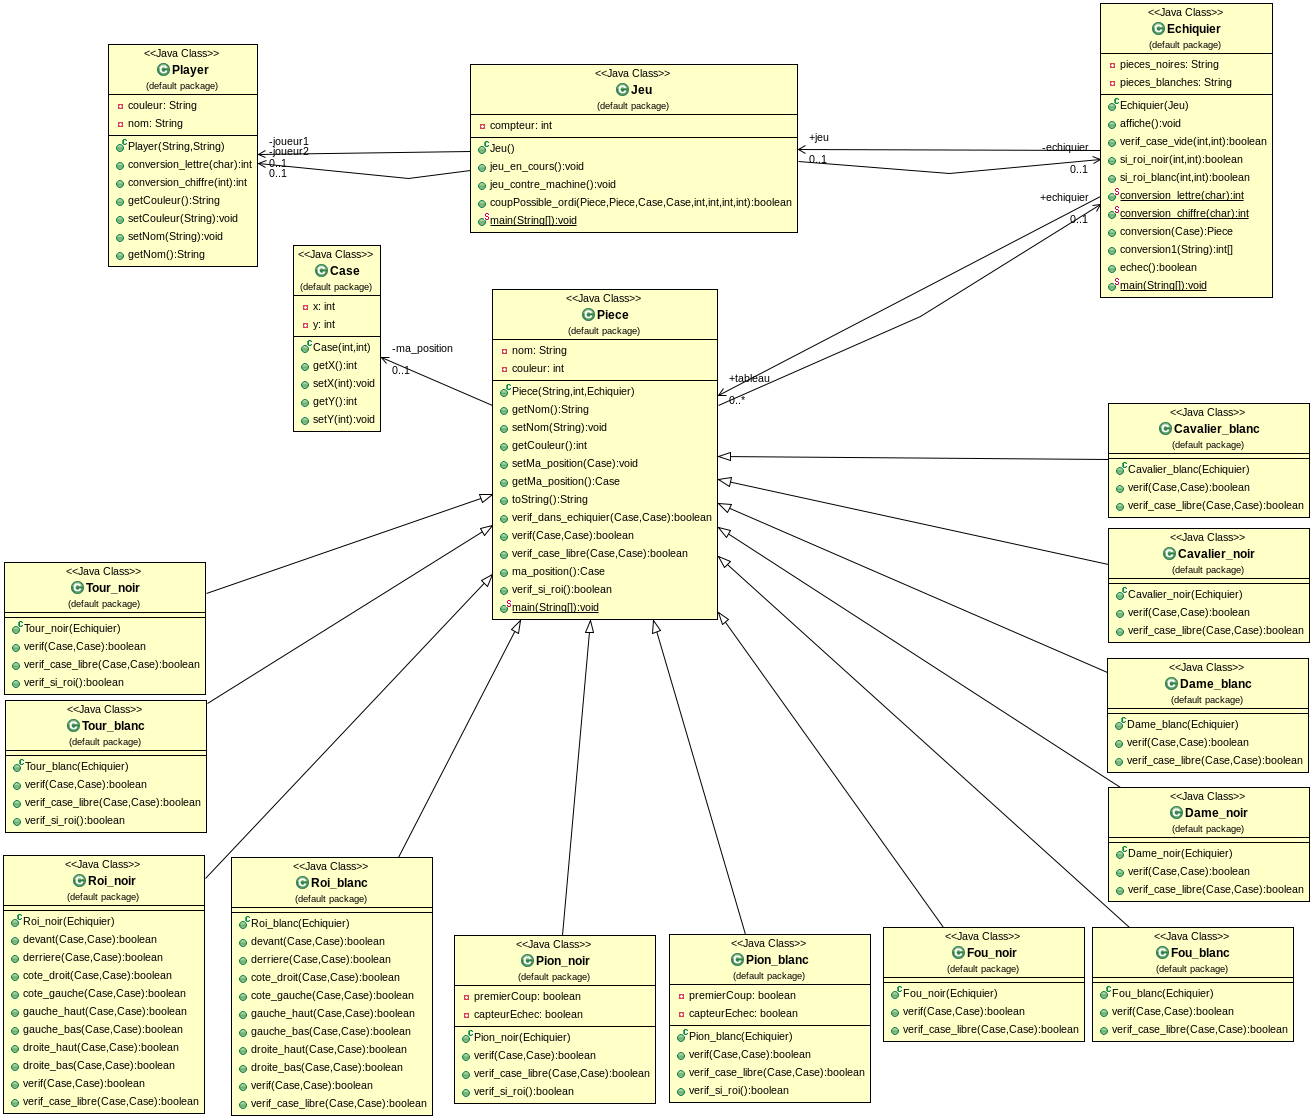 <<Java Class>>
Player
(default package)
couleur: String
nom: String
Player(String,String)
conversion_lettre(char):int
conversion_chiffre(int):int
getCouleur():String
setCouleur(String):void
setNom(String):void
getNom():String
-joueur1
-joueur2
0..1
0..1
<<Java Class>>
Jeu
(default package)
compteur: int
Jeu()
jeu_en_cours():void
jeu_contre_machine():void
coupPossible_ordi(Piece,Piece,Case,Case,int,int,int,int):boolean
main(String[]):void
+jeu
0..1
-echiquier
0..1
+echiquier
0..1
<<Java Class>>
Echiquier
(default package)
pieces_noires: String
pieces_blanches: String
Echiquier(Jeu)
affiche():void
verif_case_vide(int,int):boolean
si_roi_noir(int,int):boolean
si_roi_blanc(int,int):boolean
conversion_lettre(char):int
conversion_chiffre(char):int
conversion(Case):Piece
conversion1(String):int[]
echec():boolean
main(String[]):void
<<Java Class>>
Case
(default package)
x: int
y: int
Case(int,int)
getX():int
setX(int):void
getY():int
setY(int):void
-ma_position
0..1
<<Java Class>>
Piece
(default package)
nom: String
couleur: int
Piece(String,int,Echiquier)
getNom():String
setNom(String):void
getCouleur():int
setMa_position(Case):void
getMa_position():Case
toString():String
verif_dans_echiquier(Case,Case):boolean
verif(Case,Case):boolean
verif_case_libre(Case,Case):boolean
ma_position():Case
verif_si_roi():boolean
main(String[]):void
+tableau
0..*
<<Java Class>>
Cavalier_blanc
(default package)
Cavalier_blanc(Echiquier)
verif(Case,Case):boolean
verif_case_libre(Case,Case):boolean
<<Java Class>>
Cavalier_noir
(default package)
Cavalier_noir(Echiquier)
verif(Case,Case):boolean
verif_case_libre(Case,Case):boolean
<<Java Class>>
Dame_blanc
(default package)
Dame_blanc(Echiquier)
verif(Case,Case):boolean
verif_case_libre(Case,Case):boolean
<<Java Class>>
Dame_noir
(default package)
Dame_noir(Echiquier)
verif(Case,Case):boolean
verif_case_libre(Case,Case):boolean
<<Java Class>>
Tour_noir
(default package)
Tour_noir(Echiquier)
verif(Case,Case):boolean
verif_case_libre(Case,Case):boolean
verif_si_roi():boolean
<<Java Class>>
Tour_blanc
(default package)
Tour_blanc(Echiquier)
verif(Case,Case):boolean
verif_case_libre(Case,Case):boolean
verif_si_roi():boolean
<<Java Class>>
Roi_noir
(default package)
Roi_noir(Echiquier)
devant(Case,Case):boolean
derriere(Case,Case):boolean
cote_droit(Case,Case):boolean
cote_gauche(Case,Case):boolean
gauche_haut(Case,Case):boolean
gauche_bas(Case,Case):boolean
droite_haut(Case,Case):boolean
droite_bas(Case,Case):boolean
verif(Case,Case):boolean
verif_case_libre(Case,Case):boolean
<<Java Class>>
Roi_blanc
(default package)
Roi_blanc(Echiquier)
devant(Case,Case):boolean
derriere(Case,Case):boolean
cote_droit(Case,Case):boolean
cote_gauche(Case,Case):boolean
gauche_haut(Case,Case):boolean
gauche_bas(Case,Case):boolean
droite_haut(Case,Case):boolean
droite_bas(Case,Case):boolean
verif(Case,Case):boolean
verif_case_libre(Case,Case):boolean
<<Java Class>>
Pion_noir
(default package)
premierCoup: boolean
capteurEchec: boolean
Pion_noir(Echiquier)
verif(Case,Case):boolean
verif_case_libre(Case,Case):boolean
verif_si_roi():boolean
<<Java Class>>
Pion_blanc
(default package)
premierCoup: boolean
capteurEchec: boolean
Pion_blanc(Echiquier)
verif(Case,Case):boolean
verif_case_libre(Case,Case):boolean
verif_si_roi():boolean
<<Java Class>>
Fou_noir
(default package)
Fou_noir(Echiquier)
verif(Case,Case):boolean
verif_case_libre(Case,Case):boolean
<<Java Class>>
Fou_blanc
(default package)
Fou_blanc(Echiquier)
verif(Case,Case):boolean
verif_case_libre(Case,Case):boolean